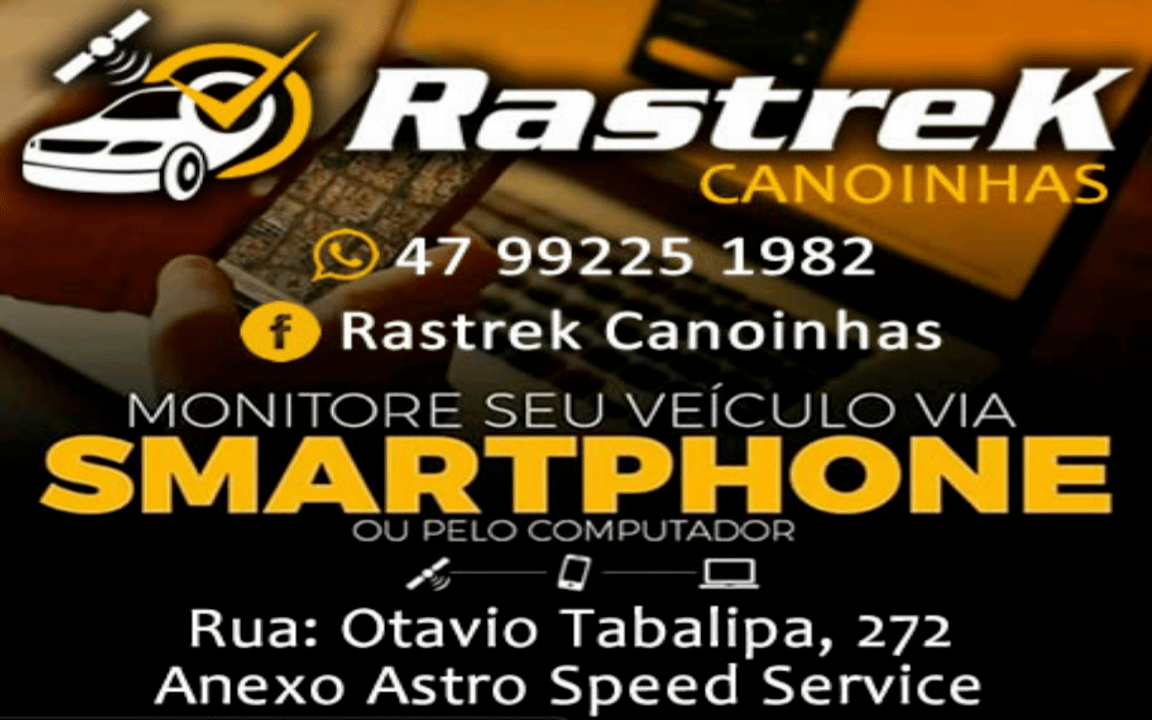 RastreK
CANOINHAS
47 99225 1982
f Rastrek Canoinhas
MONITORE SEU VEÍCULO VIA
SMARTPHONE
OU PELO COMPUTADOR
Rua: Otavio Tabalipa, 272
Anexo Astro Speed Service